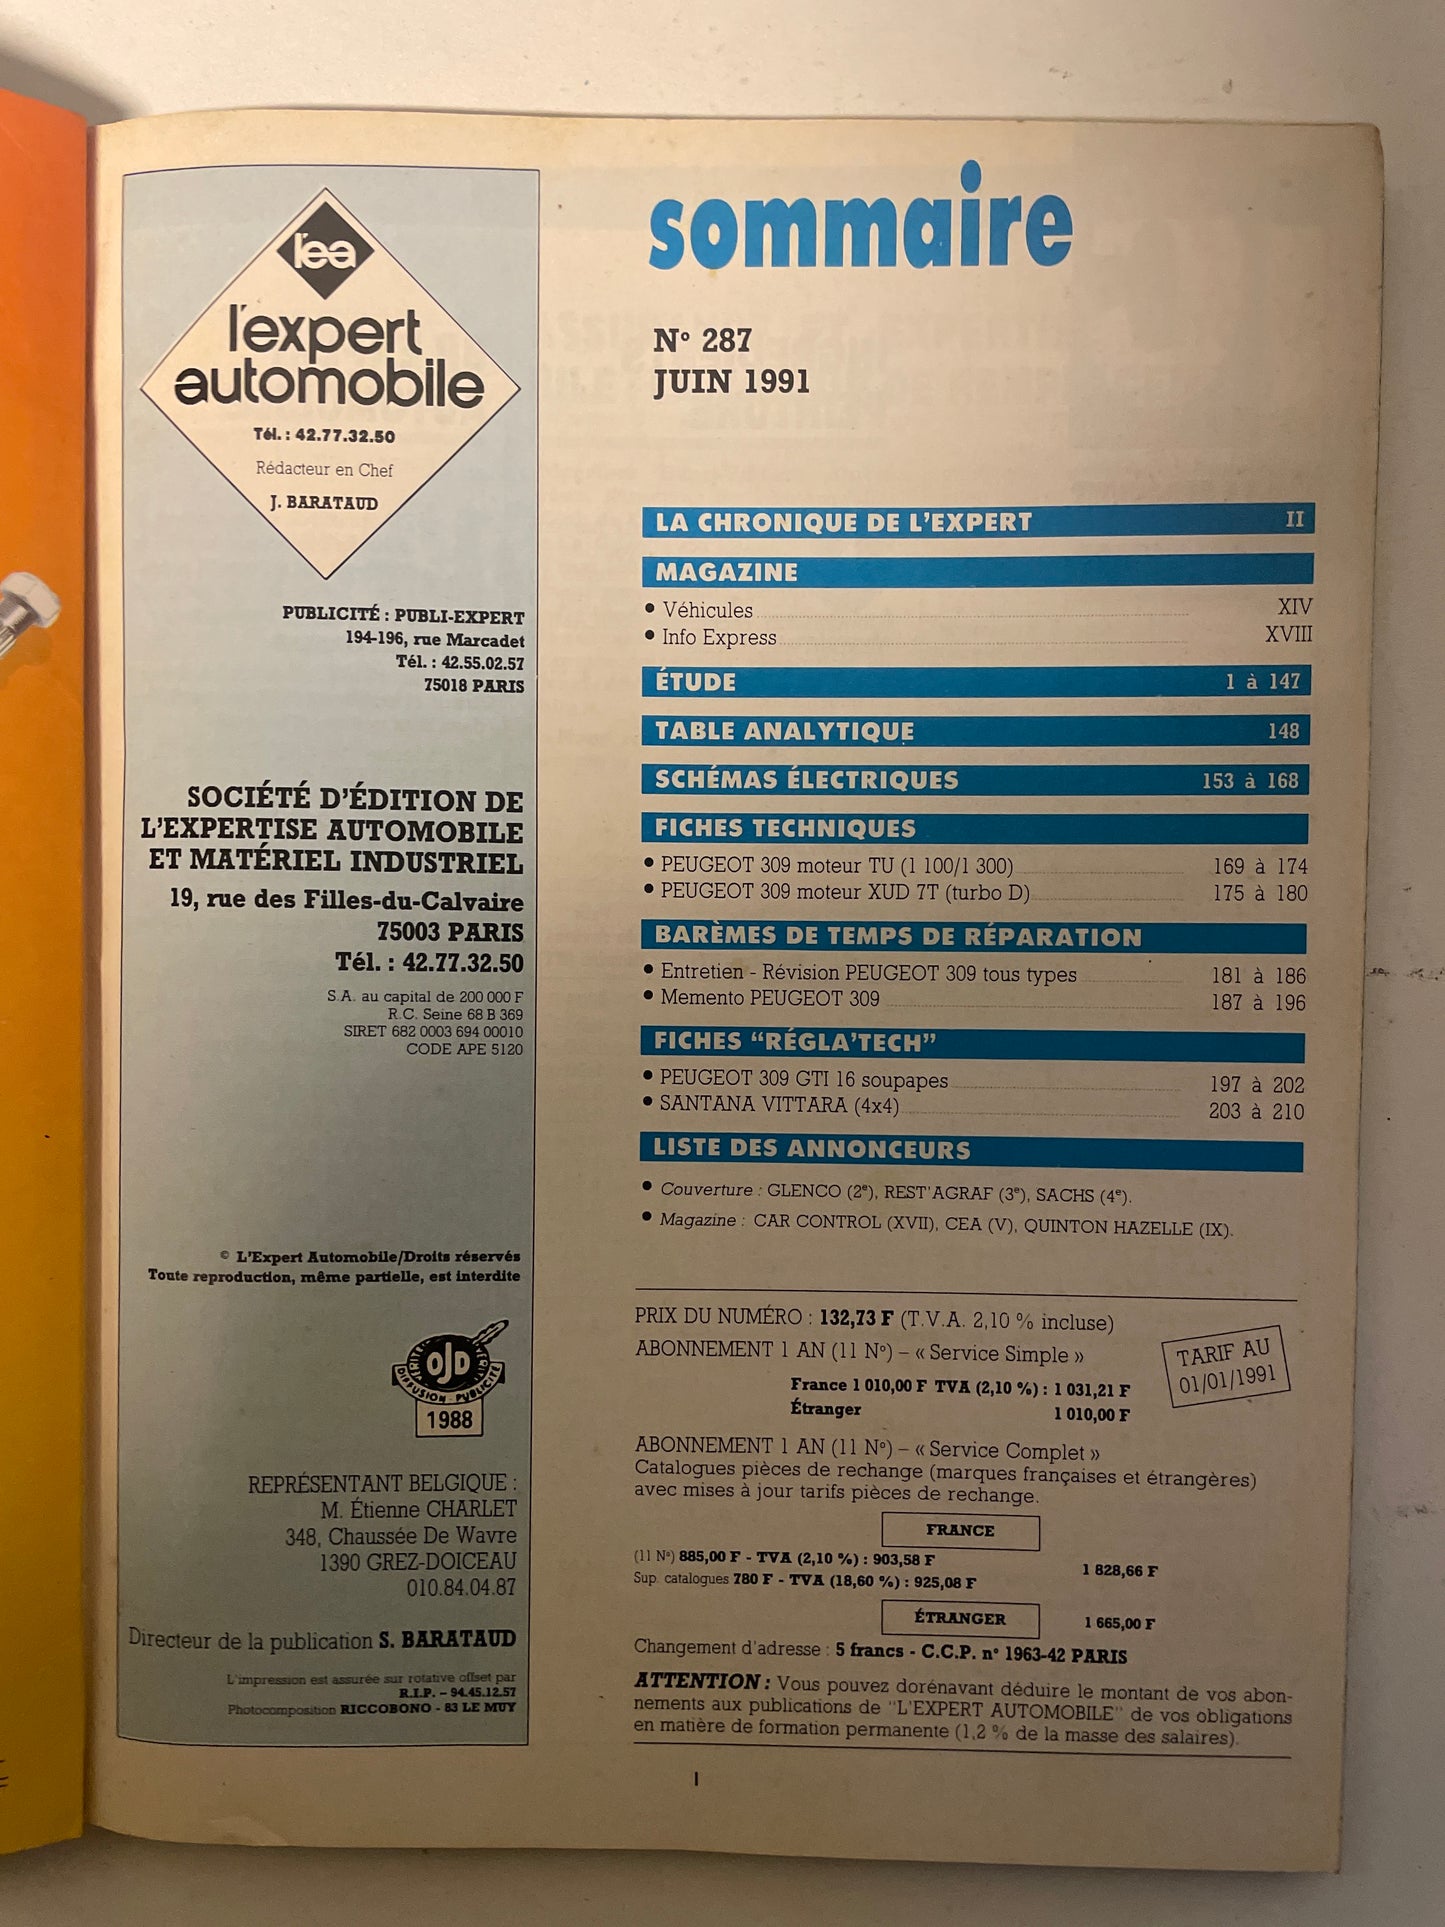 l'ea
l'expert
automobile
Tél. : 42.77.32.50
Rédacteur en Chef
J. BARATAUD
PUBLICITÉ : PUBLI-EXPERT
194-196, rue Marcadet
Tél. : 42.55.02.57
75018 PARIS
SOCIÉTÉ D'ÉDITION DE
L'EXPERTISE AUTOMOBILE
ET MATÉRIEL INDUSTRIEL
19, rue des Filles-du-Calvaire
75003 PARIS
Tél. : 42.77.32.50
S.A. au capital de 200 000 F
R.C. Seine 68 B 369
SIRET 682 0003 694 00010
CODE APE 5120
© L'Expert Automobile/Droits réservés
Toute reproduction, même partielle, est interdite
OJD
DIFFUSION - PUBLICITÉ
1988
REPRÉSENTANT BELGIQUE :
M. Étienne CHARLET
348, Chaussée De Wavre
1390 GREZ-DOICEAU
010.84.04.87
Directeur de la publication S. BARATAUD
L'impression est assurée sur rotative offset par
R.I.P. – 94.45.12.57
Photocomposition RICCOBONO - 83 LE MUY
sommaire
N° 287
JUIN 1991
LA CHRONIQUE DE L'EXPERT II
MAGAZINE
• Véhicules XIV
• Info Express XVIII
ÉTUDE 1 à 147
TABLE ANALYTIQUE 148
SCHÉMAS ÉLECTRIQUES 153 à 168
FICHES TECHNIQUES
• PEUGEOT 309 moteur TU (1 100/1 300) 169 à 174
• PEUGEOT 309 moteur XUD 7T (turbo D) 175 à 180
BARÈMES DE TEMPS DE RÉPARATION
• Entretien - Révision PEUGEOT 309 tous types 181 à 186
• Memento PEUGEOT 309 187 à 196
FICHES “RÉGLA'TECH”
• PEUGEOT 309 GTI 16 soupapes 197 à 202
• SANTANA VITTARA (4x4) 203 à 210
LISTE DES ANNONCEURS
• Couverture : GLENCO (2e), REST'AGRAF (3e), SACHS (4e).
• Magazine : CAR CONTROL (XVII), CEA (V), QUINTON HAZELLE (IX).
PRIX DU NUMÉRO : 132,73 F (T.V.A. 2,10 % incluse)
ABONNEMENT 1 AN (11 N°) – « Service Simple »
TARIF AU
01/01/1991
France 1 010,00 F TVA (2,10 %) : 1 031,21 F
Étranger 1 010,00 F
ABONNEMENT 1 AN (11 N°) – « Service Complet »
Catalogues pièces de rechange (marques françaises et étrangères)
avec mises à jour tarifs pièces de rechange.
FRANCE
(11 N°) 885,00 F - TVA (2,10 %) : 903,58 F
1 828,66 F
Sup. catalogues 780 F - TVA (18,60 %) : 925,08 F
ÉTRANGER 1 665,00 F
Changement d'adresse : 5 francs - C.C.P. n° 1963-42 PARIS
ATTENTION : Vous pouvez dorénavant déduire le montant de vos abon-
nements aux publications de “L'EXPERT AUTOMOBILE” de vos obligations
en matière de formation permanente (1,2 % de la masse des salaires).
I